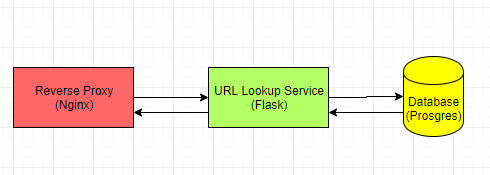 Reverse Proxy
(Nginx)
URL Lookup Service
(Flask)
Database
(Prosgres)